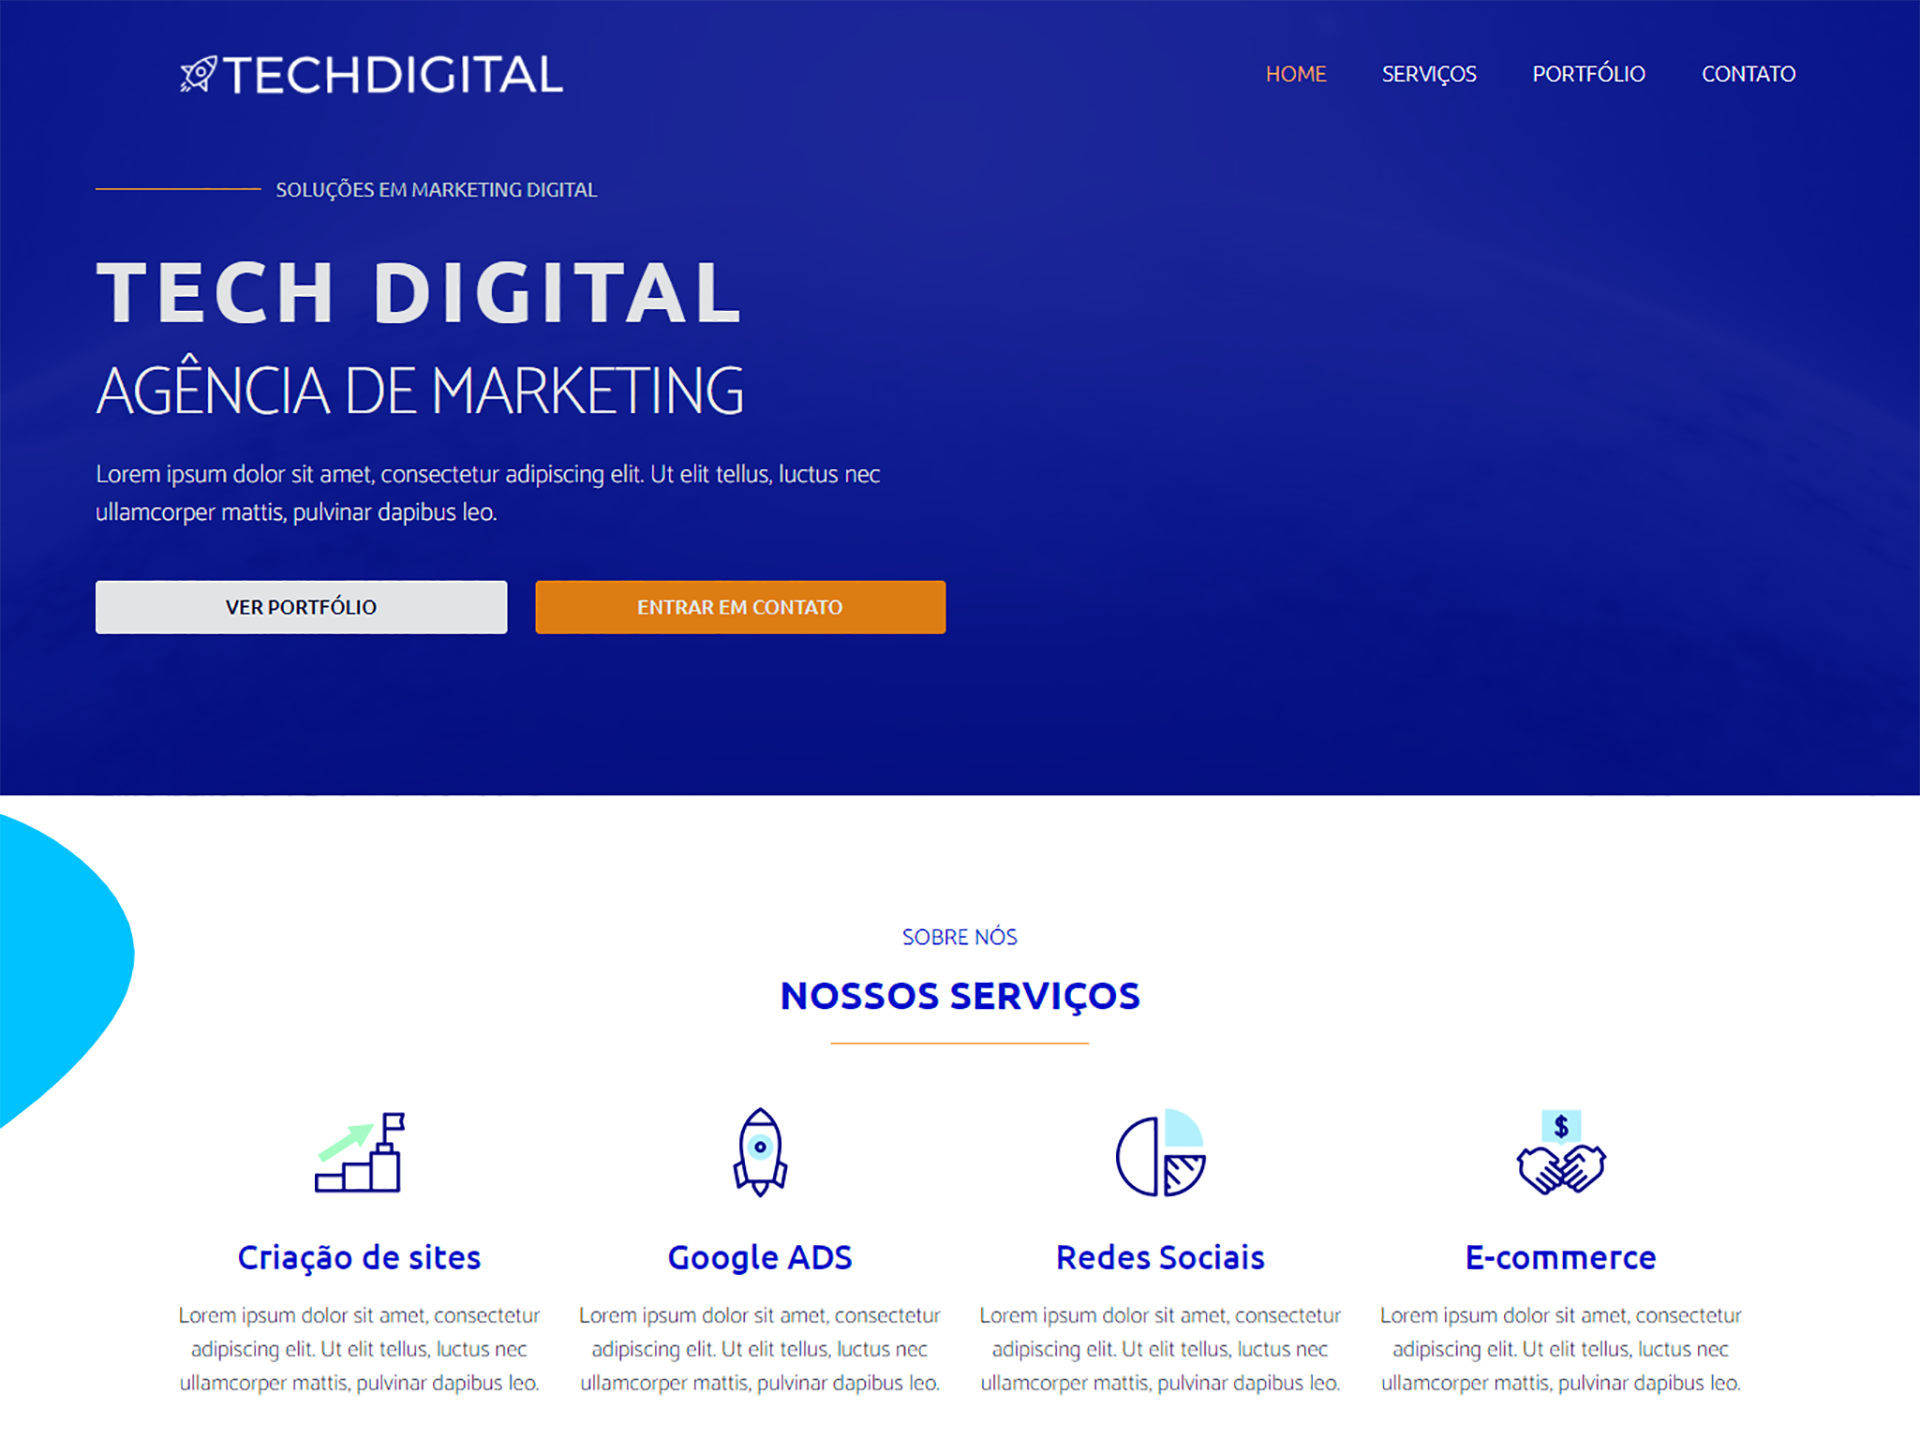 TECHDIGITAL
HOME SERVIÇOS PORTFÓLIO CONTATO
SOLUÇÕES EM MARKETING DIGITAL
TECH DIGITAL
AGÊNCIA DE MARKETING
Lorem ipsum dolor sit amet, consectetur adipiscing elit. Ut elit tellus, luctus nec
ullamcorper mattis, pulvinar dapibus leo.
VER PORTFÓLIO
ENTRAR EM CONTATO
SOBRE NÓS
NOSSOS SERVIÇOS
$
Criação de sites
Lorem ipsum dolor sit amet, consectetur
adipiscing elit. Ut elit tellus, luctus nec
ullamcorper mattis, pulvinar dapibus leo.
Google ADS
Lorem ipsum dolor sit amet, consectetur
adipiscing elit. Ut elit tellus, luctus nec
ullamcorper mattis, pulvinar dapibus leo.
Redes Sociais
Lorem ipsum dolor sit amet, consectetur
adipiscing elit. Ut elit tellus, luctus nec
ullamcorper mattis, pulvinar dapibus leo.
E-commerce
Lorem ipsum dolor sit amet, consectetur
adipiscing elit. Ut elit tellus, luctus nec
ullamcorper mattis, pulvinar dapibus leo.